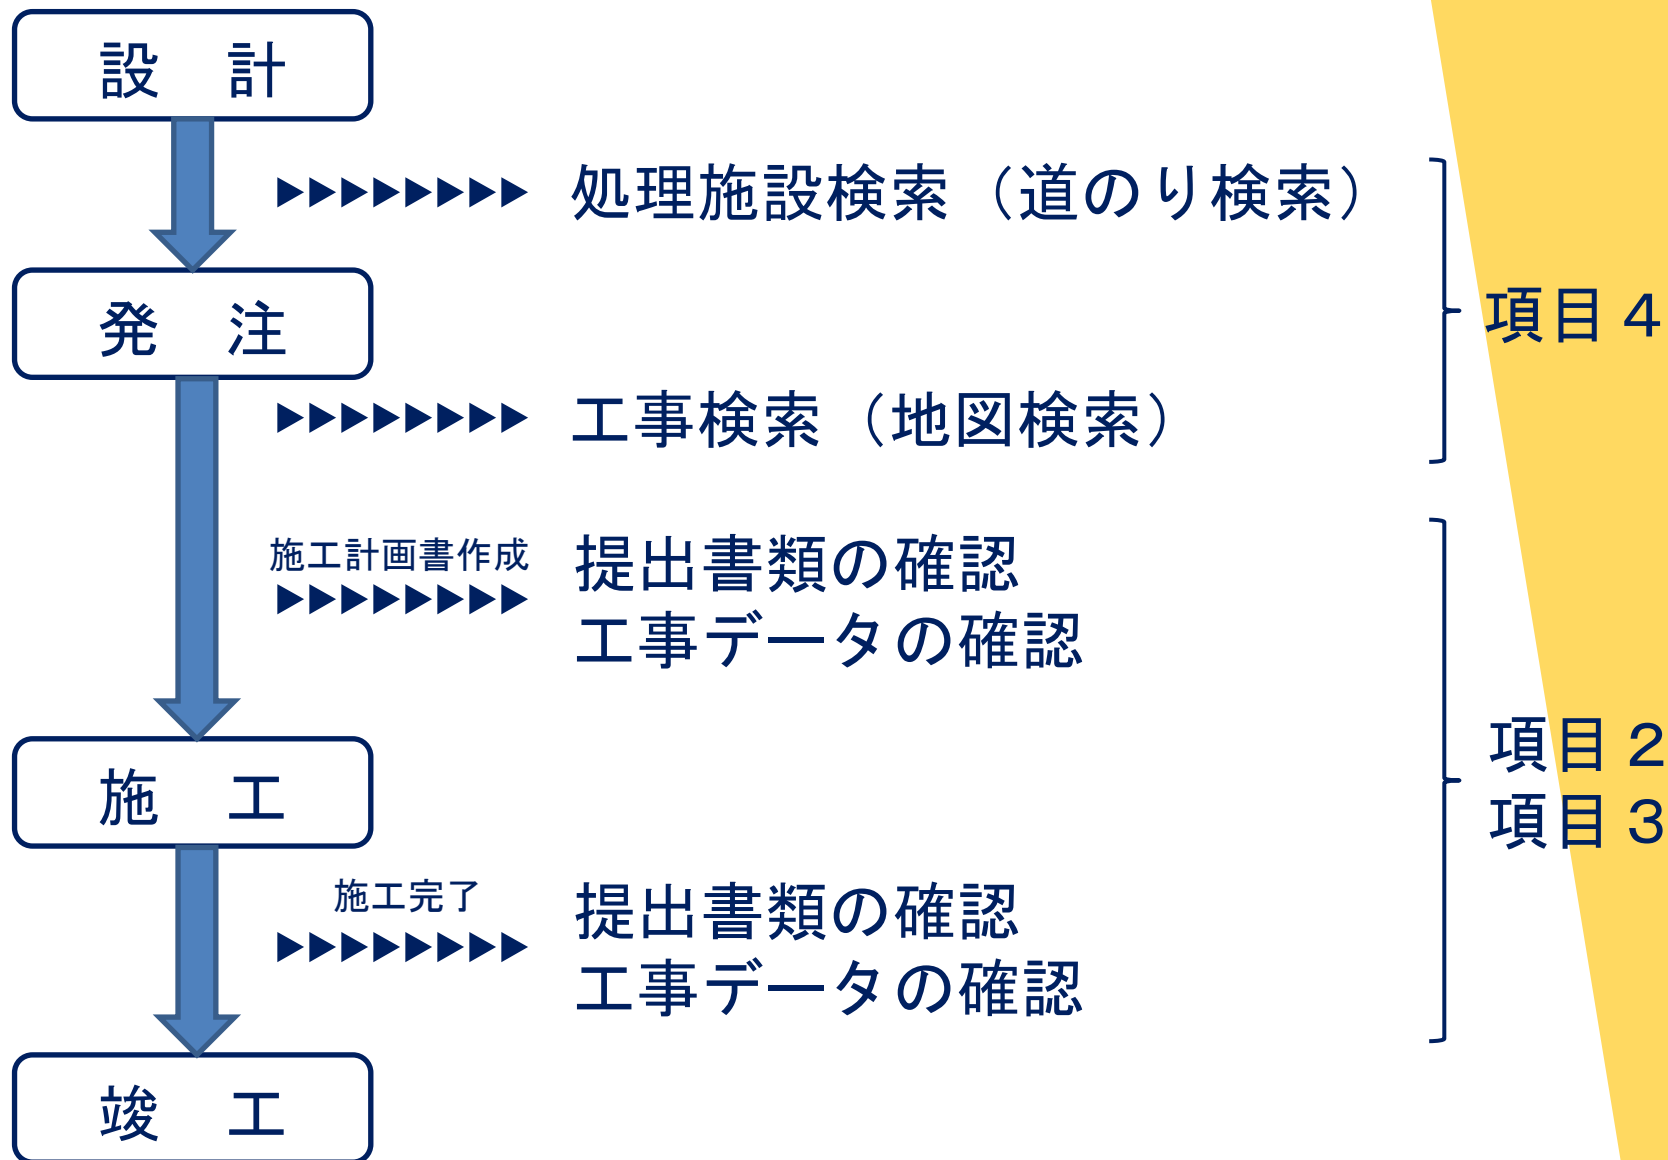 設　計
▶▶▶▶▶▶▶▶ 処理施設検索（道のり検索）
発　注
項目４
▶▶▶▶▶▶▶▶ 工事検索（地図検索）
施工計画書作成
▶▶▶▶▶▶▶▶
提出書類の確認
工事データの確認
施　工
項目２
項目３
施工完了
▶▶▶▶▶▶▶▶
提出書類の確認
工事データの確認
竣　工